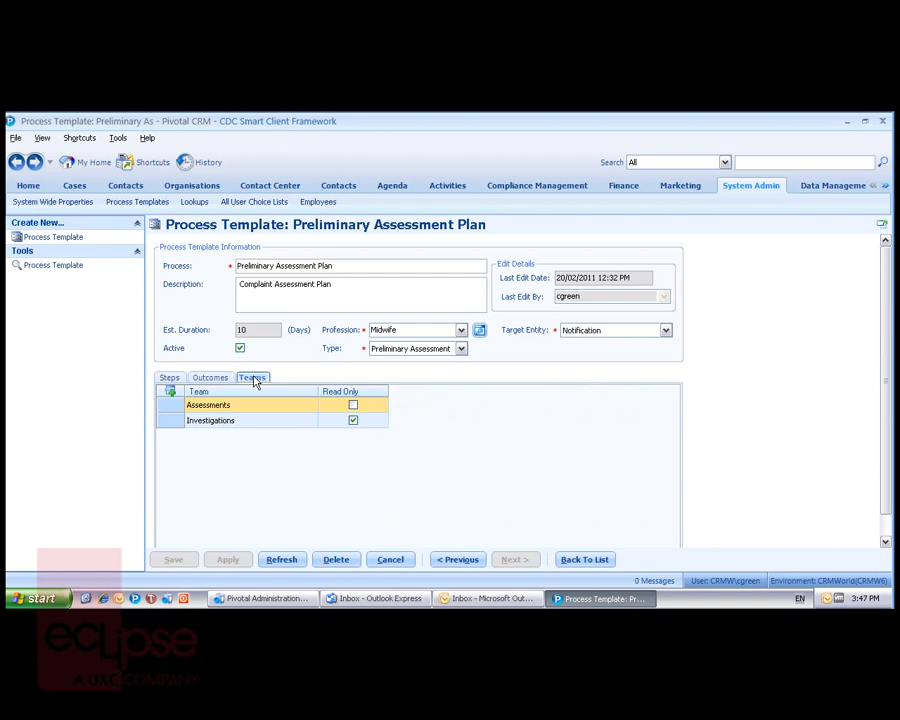 Process Template: Preliminary As - Pivotal CRM - CDC Smart Client Framework
File View Shortcuts Tools Help
My Home Shortcuts History Search All
Home Cases Contacts Organisations Contact Center Contacts Agenda Activities Compliance Management Finance Marketing System Admin Data Manageme
System Wide Properties Process Templates Lookups All User Choice Lists Employees
Create New...
Process Template
Tools
Process Template
Process Template: Preliminary Assessment Plan
Process Template Information
Process: * Preliminary Assessment Plan
Description: Complaint Assessment Plan
Edit Details
Last Edit Date: 20/02/2011 12:32 PM
Last Edit By: cgreen
Est. Duration: 10 (Days) Profession: * Midwife Target Entity: * Notification
Active Type: * Preliminary Assessment
Steps Outcomes Teams
Team Read Only
Assessments
Investigations
Save Apply Refresh Delete Cancel < Previous Next > Back To List
0 Messages User: CRMW\cgreen Environment: CRMWorld(CRMW6)
start Pivotal Administration... Inbox - Outlook Express Inbox - Microsoft Out... Process Template: Pr... EN 3:47 PM
eclipse
A UXC COMPANY